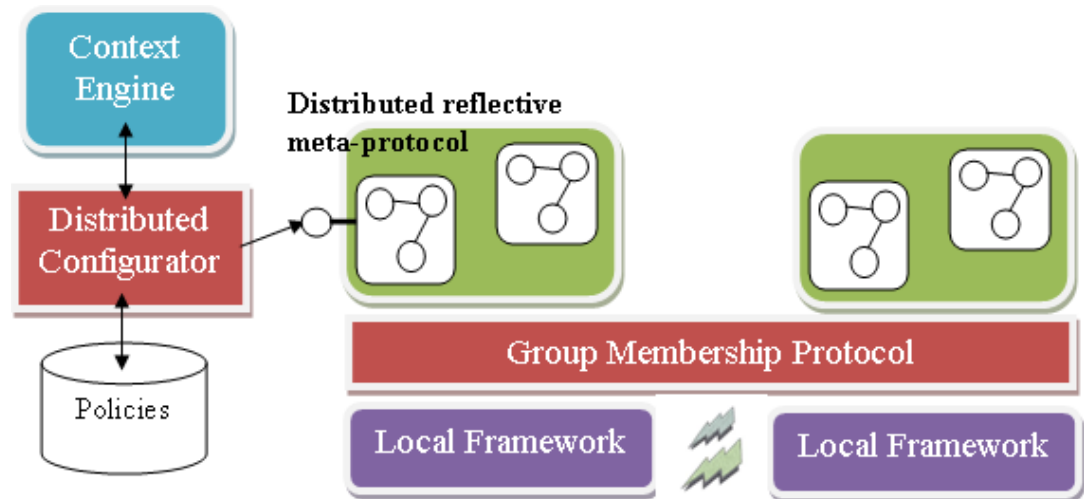 Context
Engine
Distributed reflective
meta-protocol
Distributed
Configurator
Group Membership Protocol
Policies
Local Framework
Local Framework